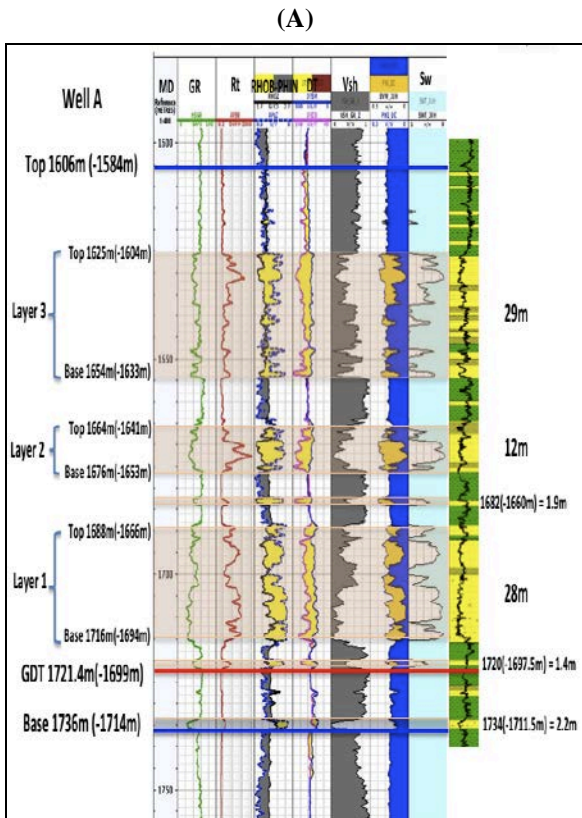 (A)
Well A
MD GR Rt RHOB-PHIN DT Vsh Sw
1500
Top 1606m (-1584m)
Top 1625m(-1604m)
Layer 3
29m
1550
Base 1654m(-1633m)
Top 1664m(-1641m)
Layer 2
12m
Base 1676m(-1653m)
1682(-1660m) = 1.9m
Top 1688m(-1666m)
1700
Layer 1
28m
Base 1716m(-1694m)
1720(-1697.5m) = 1.4m
GDT 1721.4m(-1699m)
Base 1736m (-1714m)
1734(-1711.5m) = 2.2m
1750